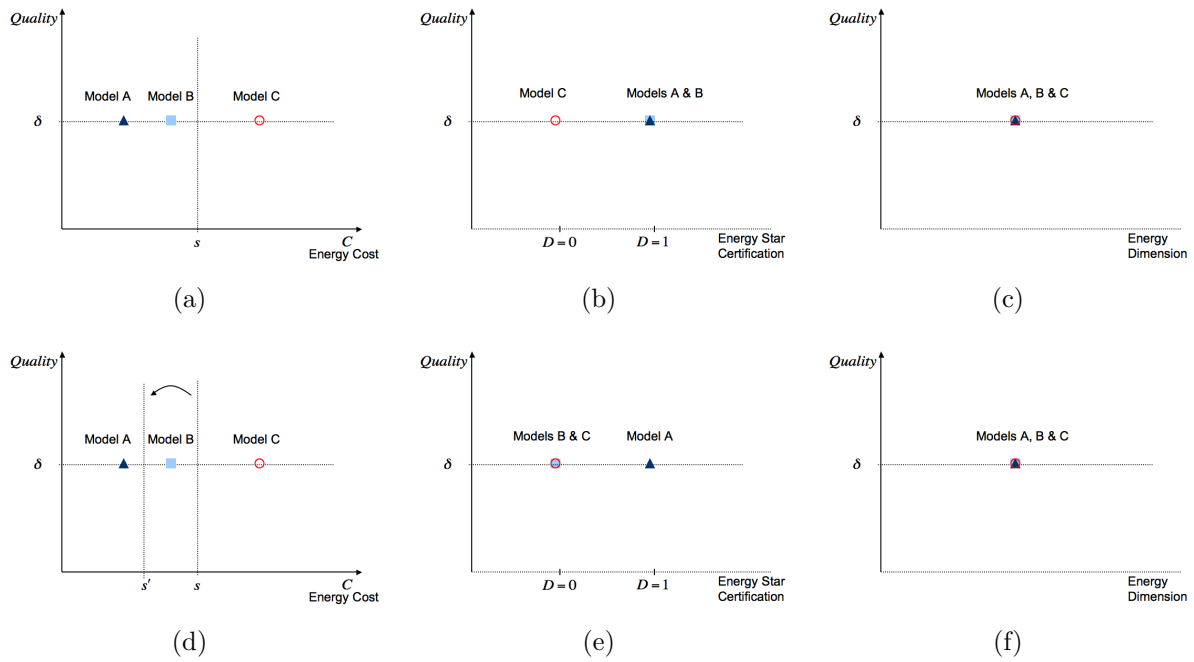 Quality
Model A
Model B
Model C
δ
s
C
Energy Cost
(a)
Quality
Model C
Models A & B
δ
D = 0
D = 1
Energy Star
Certification
(b)
Quality
Models A, B & C
δ
Energy
Dimension
(c)
Quality
Model A
Model B
Model C
δ
s'
s
C
Energy Cost
(d)
Quality
Models B & C
Model A
δ
D = 0
D = 1
Energy Star
Certification
(e)
Quality
Models A, B & C
δ
Energy
Dimension
(f)